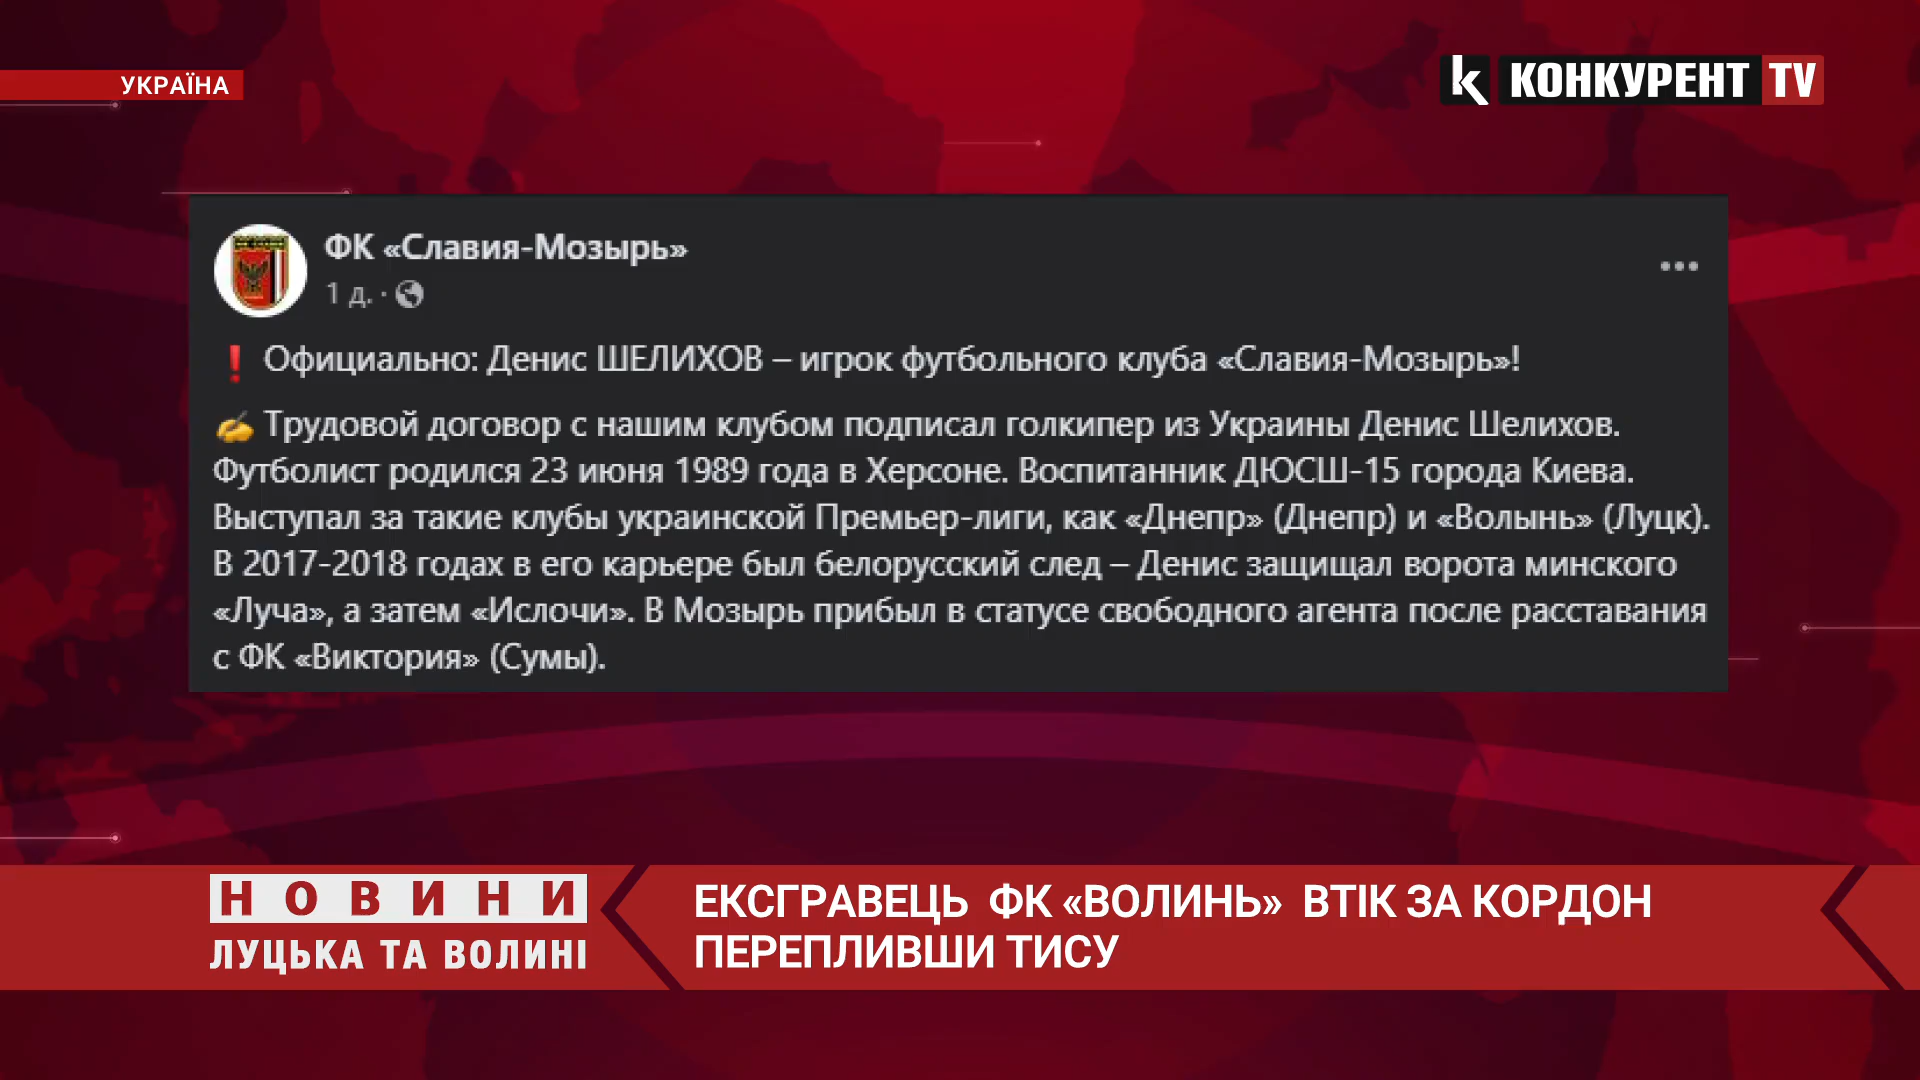 УКРАЇНА
КОНКУРЕНТ TV
ФК «Славия-Мозырь»
1 д. ·
❗ Официально: Денис ШЕЛИХОВ – игрок футбольного клуба «Славия-Мозырь»!
✍ Трудовой договор с нашим клубом подписал голкипер из Украины Денис Шелихов.
Футболист родился 23 июня 1989 года в Херсоне. Воспитанник ДЮСШ-15 города Киева.
Выступал за такие клубы украинской Премьер-лиги, как «Днепр» (Днепр) и «Волынь» (Луцк).
В 2017-2018 годах в его карьере был белорусский след – Денис защищал ворота минского
«Луча», а затем «Ислочи». В Мозырь прибыл в статусе свободного агента после расставания
с ФК «Виктория» (Сумы).
НОВИНИ
ЛУЦЬКА ТА ВОЛИНІ
ЕКСГРАВЕЦЬ ФК «ВОЛИНЬ» ВТІК ЗА КОРДОН
ПЕРЕПЛИВШИ ТИСУ